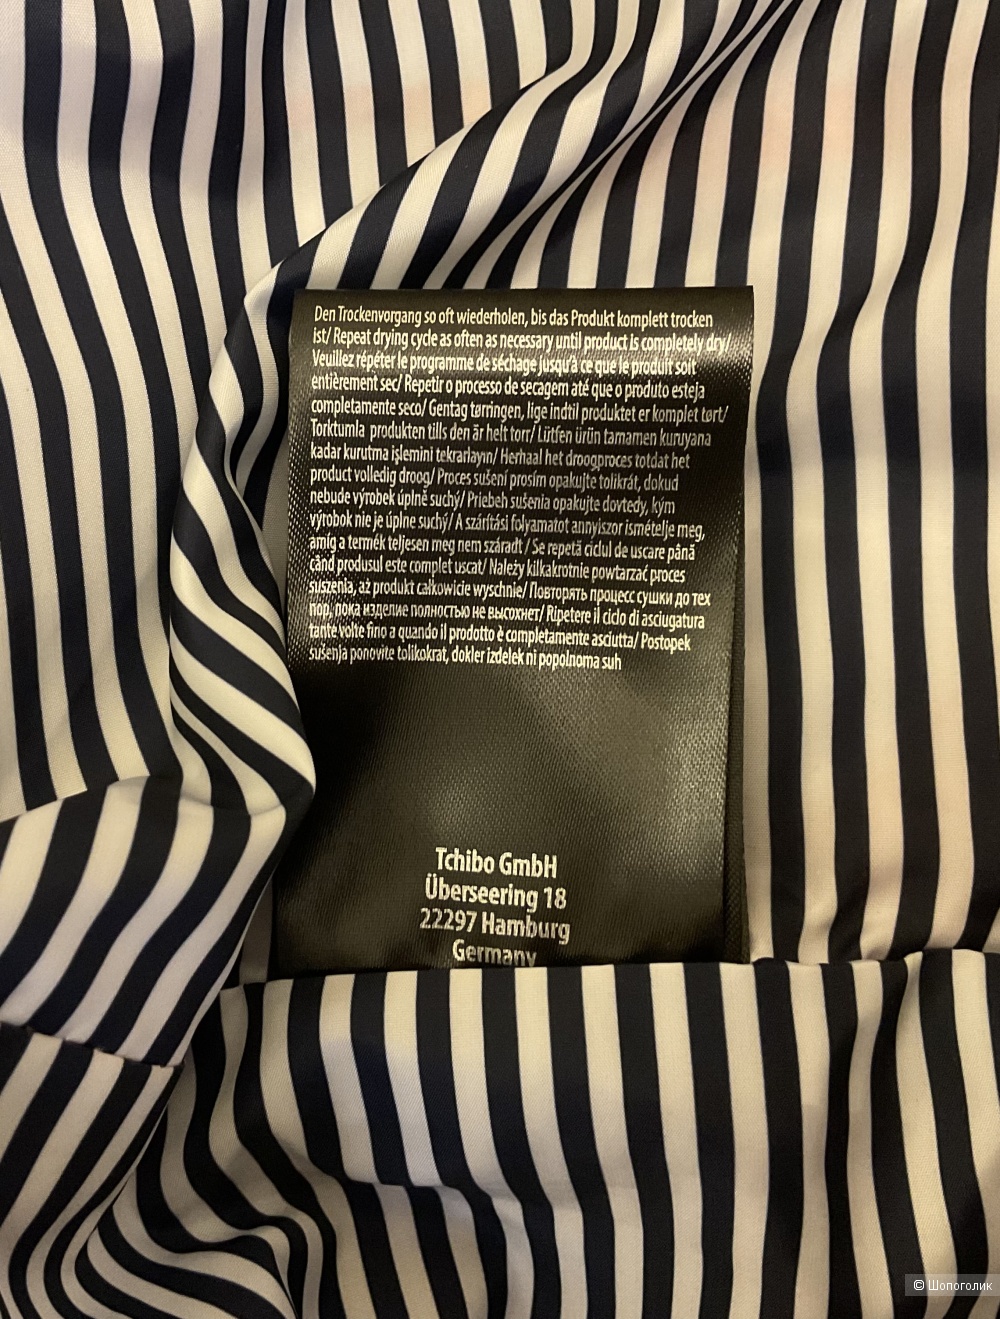 Den Trockenvorgang so oft wiederholen, bis das Produkt komplett trocken
ist/ Repeat drying cycle as often as necessary until product is completely dry/
Veuillez répéter le programme de séchage jusqu'à ce que le produit soit
entièrement sec/ Repetir o processo de secagem até que o produto esteja
completamente seco/ Gentag tørringen, lige indtil produktet er komplet tørt/
Torktumla produkten tills den är helt torr/ Lütfen ürün tamamen kuruyana
kadar kurutma işlemini tekrarlayın/ Herhaal het droogproces totdat het
product volledig droog/ Proces sušení prosím opakujte tolikrát, dokud
nebude výrobek úplně suchý/ Priebeh sušenia opakujte dovtedy, kým
výrobok nie je úplne suchý/ A szárítási folyamatot annyiszor ismételje meg,
amíg a termék teljesen meg nem száradt / Se repetă ciclul de uscare până
când produsul este complet uscat/ Należy kilkakrotnie powtarzać proces
suszenia, aż produkt całkowicie wyschnie/ Повторять процесс сушки до тех
пор, пока изделие полностью не высохнет/ Ripetere il ciclo di asciugatura
tante volte fino a quando il prodotto è completamente asciutta/ Postopek
sušenja ponovite tolikokrat, dokler izdelek ni popolnoma suh
Tchibo GmbH
Überseering 18
22297 Hamburg
Germany
© Шопоголик